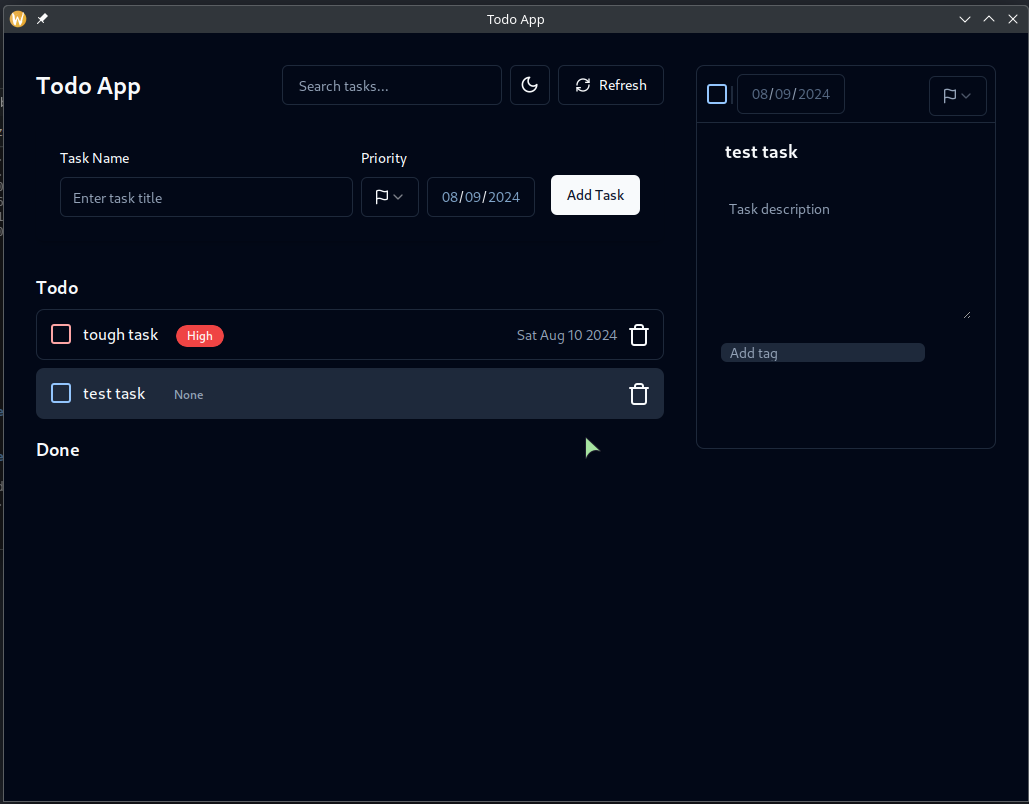 Todo App
Todo App
Search tasks...
Refresh
Task Name
Priority
Enter task title
08/09/2024
Add Task
Todo
tough task
High
Sat Aug 10 2024
test task
None
Done
08/09/2024
test task
Task description
Add tag